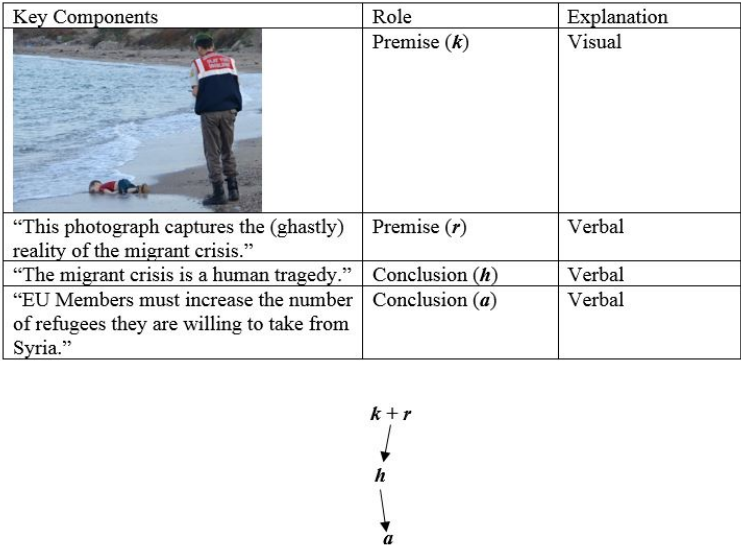 Key Components Role Explanation
Premise (k) Visual
“This photograph captures the (ghastly) Premise (r) Verbal
reality of the migrant crisis.”
“The migrant crisis is a human tragedy.” Conclusion (h) Verbal
“EU Members must increase the number Conclusion (a) Verbal
of refugees they are willing to take from
Syria.”
k + r
h
a